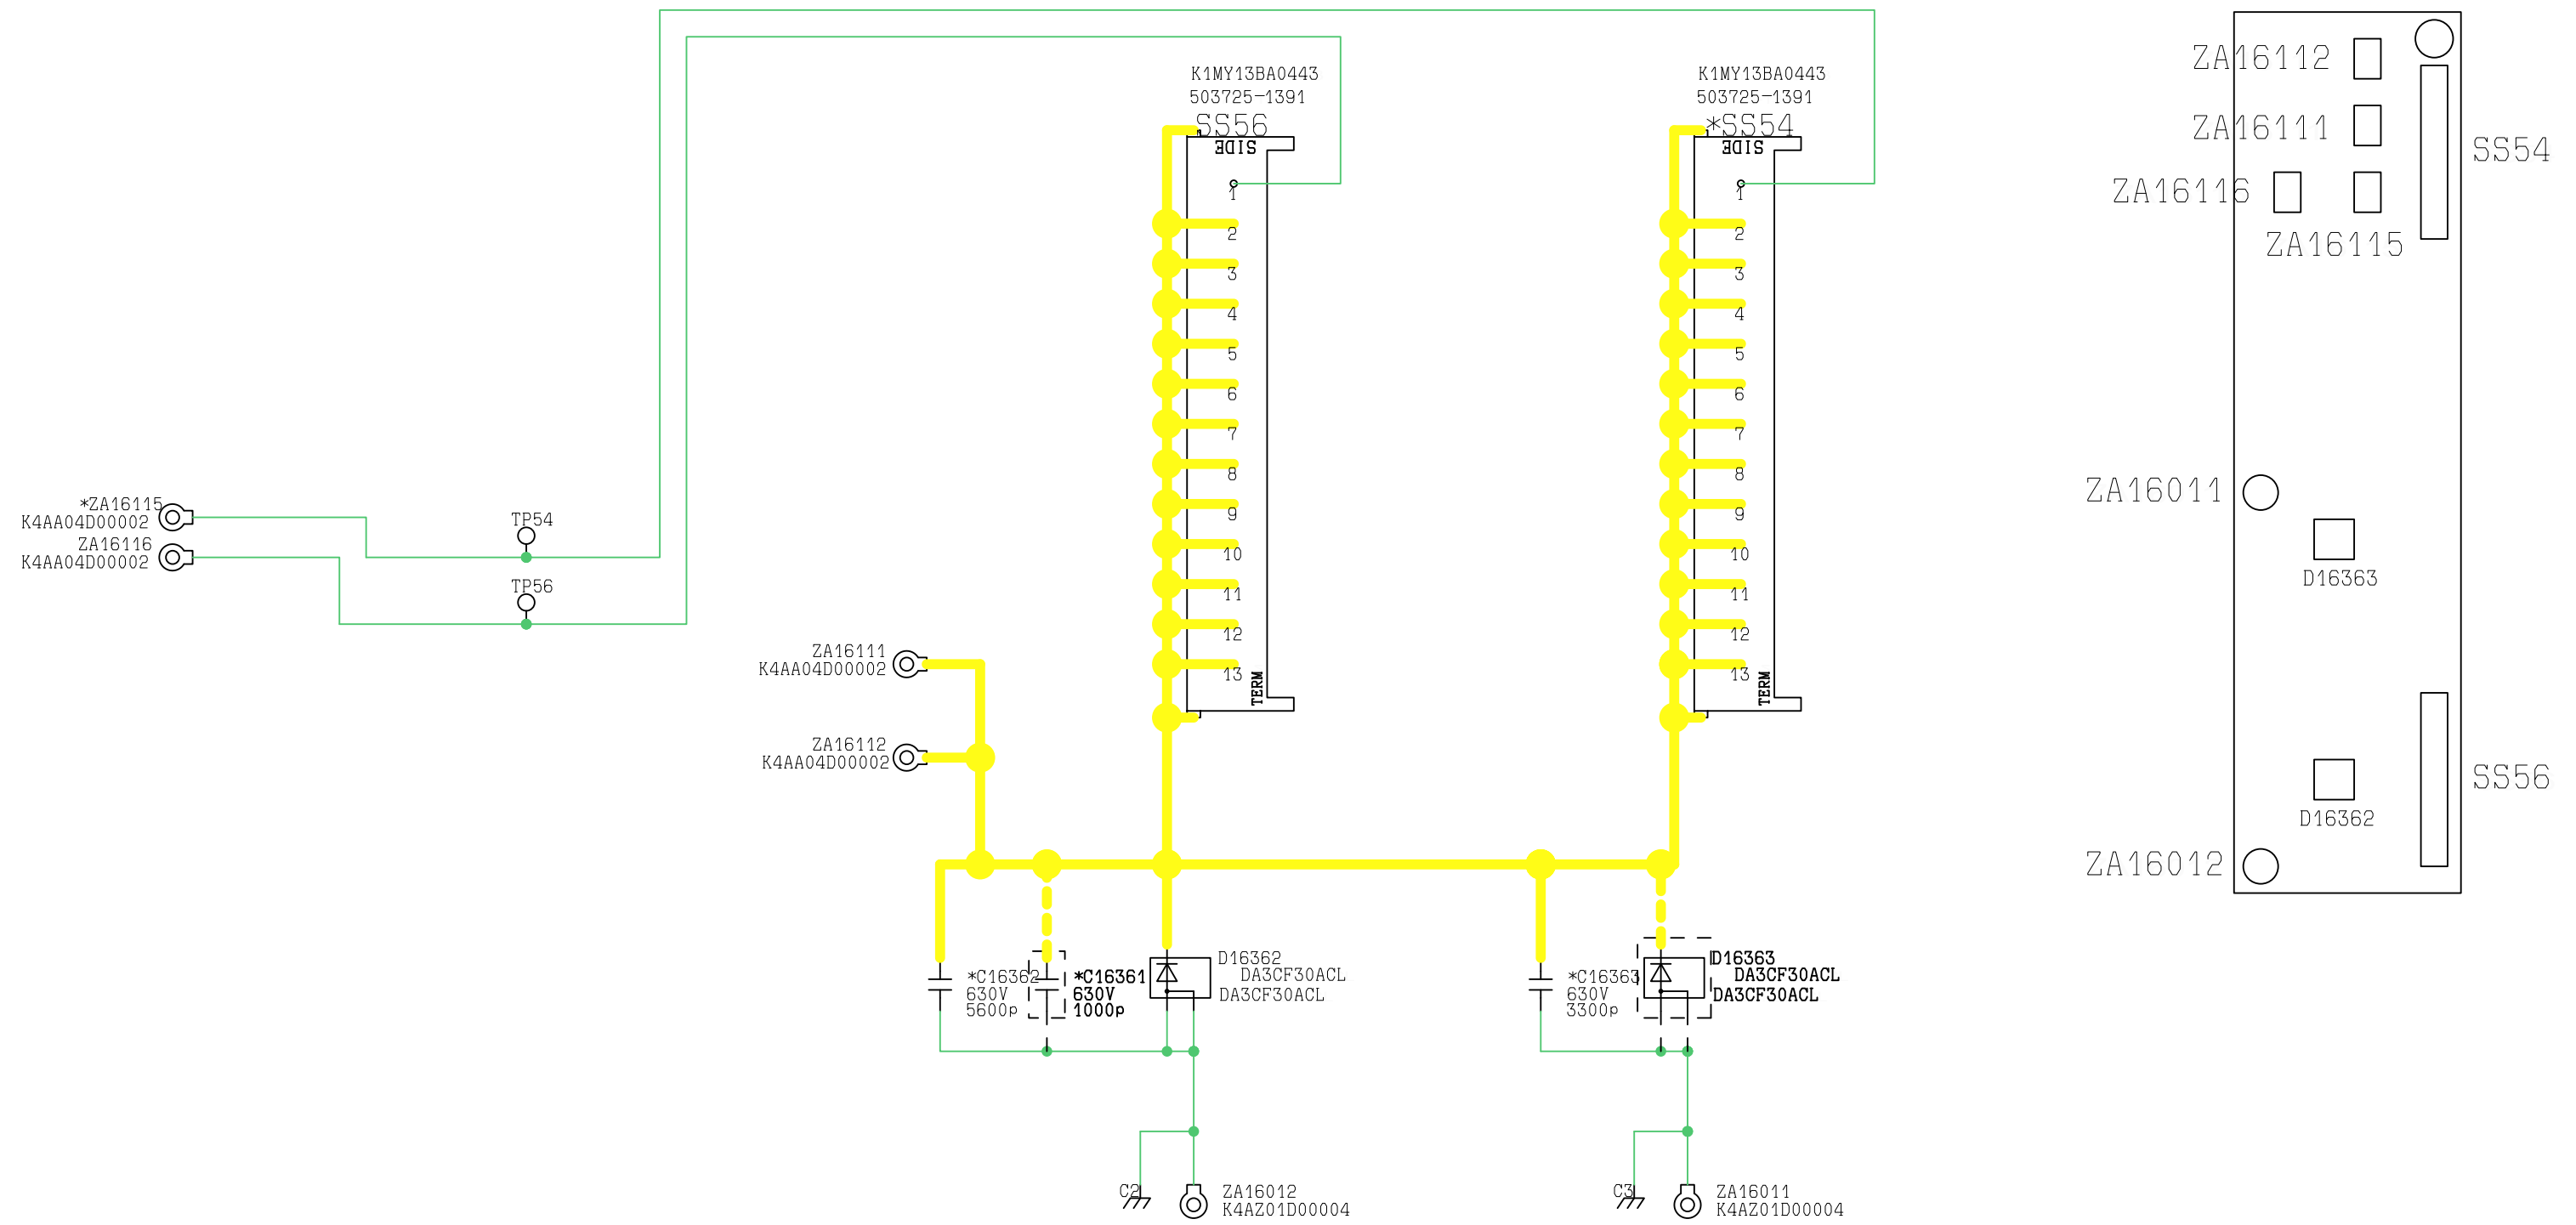 K1MY13BA0443
503725-1391
SS56
SIDE
1
2
3
4
5
6
7
8
9
10
11
12
13
TERM
K1MY13BA0443
503725-1391
*SS54
SIDE
1
2
3
4
5
6
7
8
9
10
11
12
13
TERM
*ZA16115
K4AA04D00002
ZA16116
K4AA04D00002
TP54
TP56
ZA16111
K4AA04D00002
ZA16112
K4AA04D00002
*C16362
630V
5600p
*C16361
630V
1000p
D16362
DA3CF30ACL
DA3CF30ACL
*C16363
630V
3300p
D16363
DA3CF30ACL
DA3CF30ACL
C2
ZA16012
K4AZ01D00004
C3
ZA16011
K4AZ01D00004
ZA16112
ZA16111
SS54
ZA16116
ZA16115
ZA16011
D16363
SS56
D16362
ZA16012